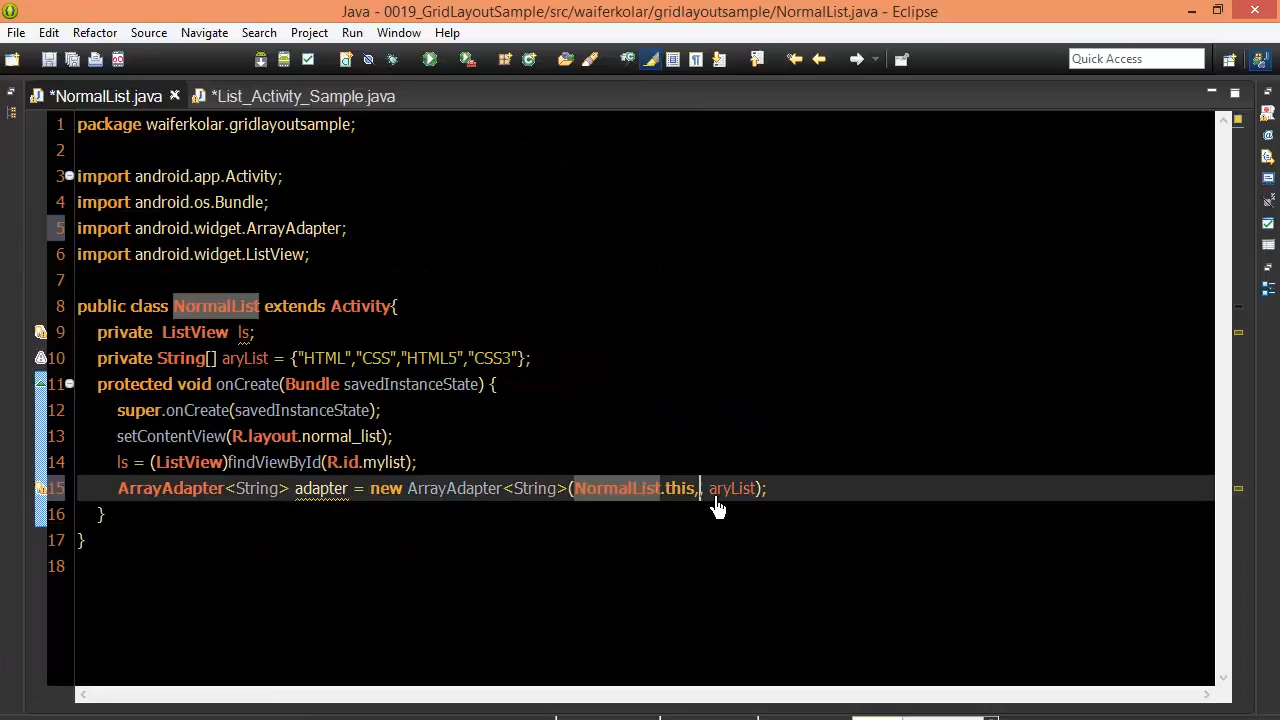 Java - 0019_GridLayoutSample/src/waiferkolar/gridlayoutsample/NormalList.java - Eclipse
File Edit Refactor Source Navigate Search Project Run Window Help
Quick Access
*NormalList.java *List_Activity_Sample.java
1 package waiferkolar.gridlayoutsample;
2
3 import android.app.Activity;
4 import android.os.Bundle;
5 import android.widget.ArrayAdapter;
6 import android.widget.ListView;
7
8 public class NormalList extends Activity{
9 private ListView ls;
10 private String[] aryList = {"HTML","CSS","HTML5","CSS3"};
11 protected void onCreate(Bundle savedInstanceState) {
12 super.onCreate(savedInstanceState);
13 setContentView(R.layout.normal_list);
14 ls = (ListView)findViewById(R.id.mylist);
15 ArrayAdapter<String> adapter = new ArrayAdapter<String>(NormalList.this,, aryList);
16 }
17 }
18